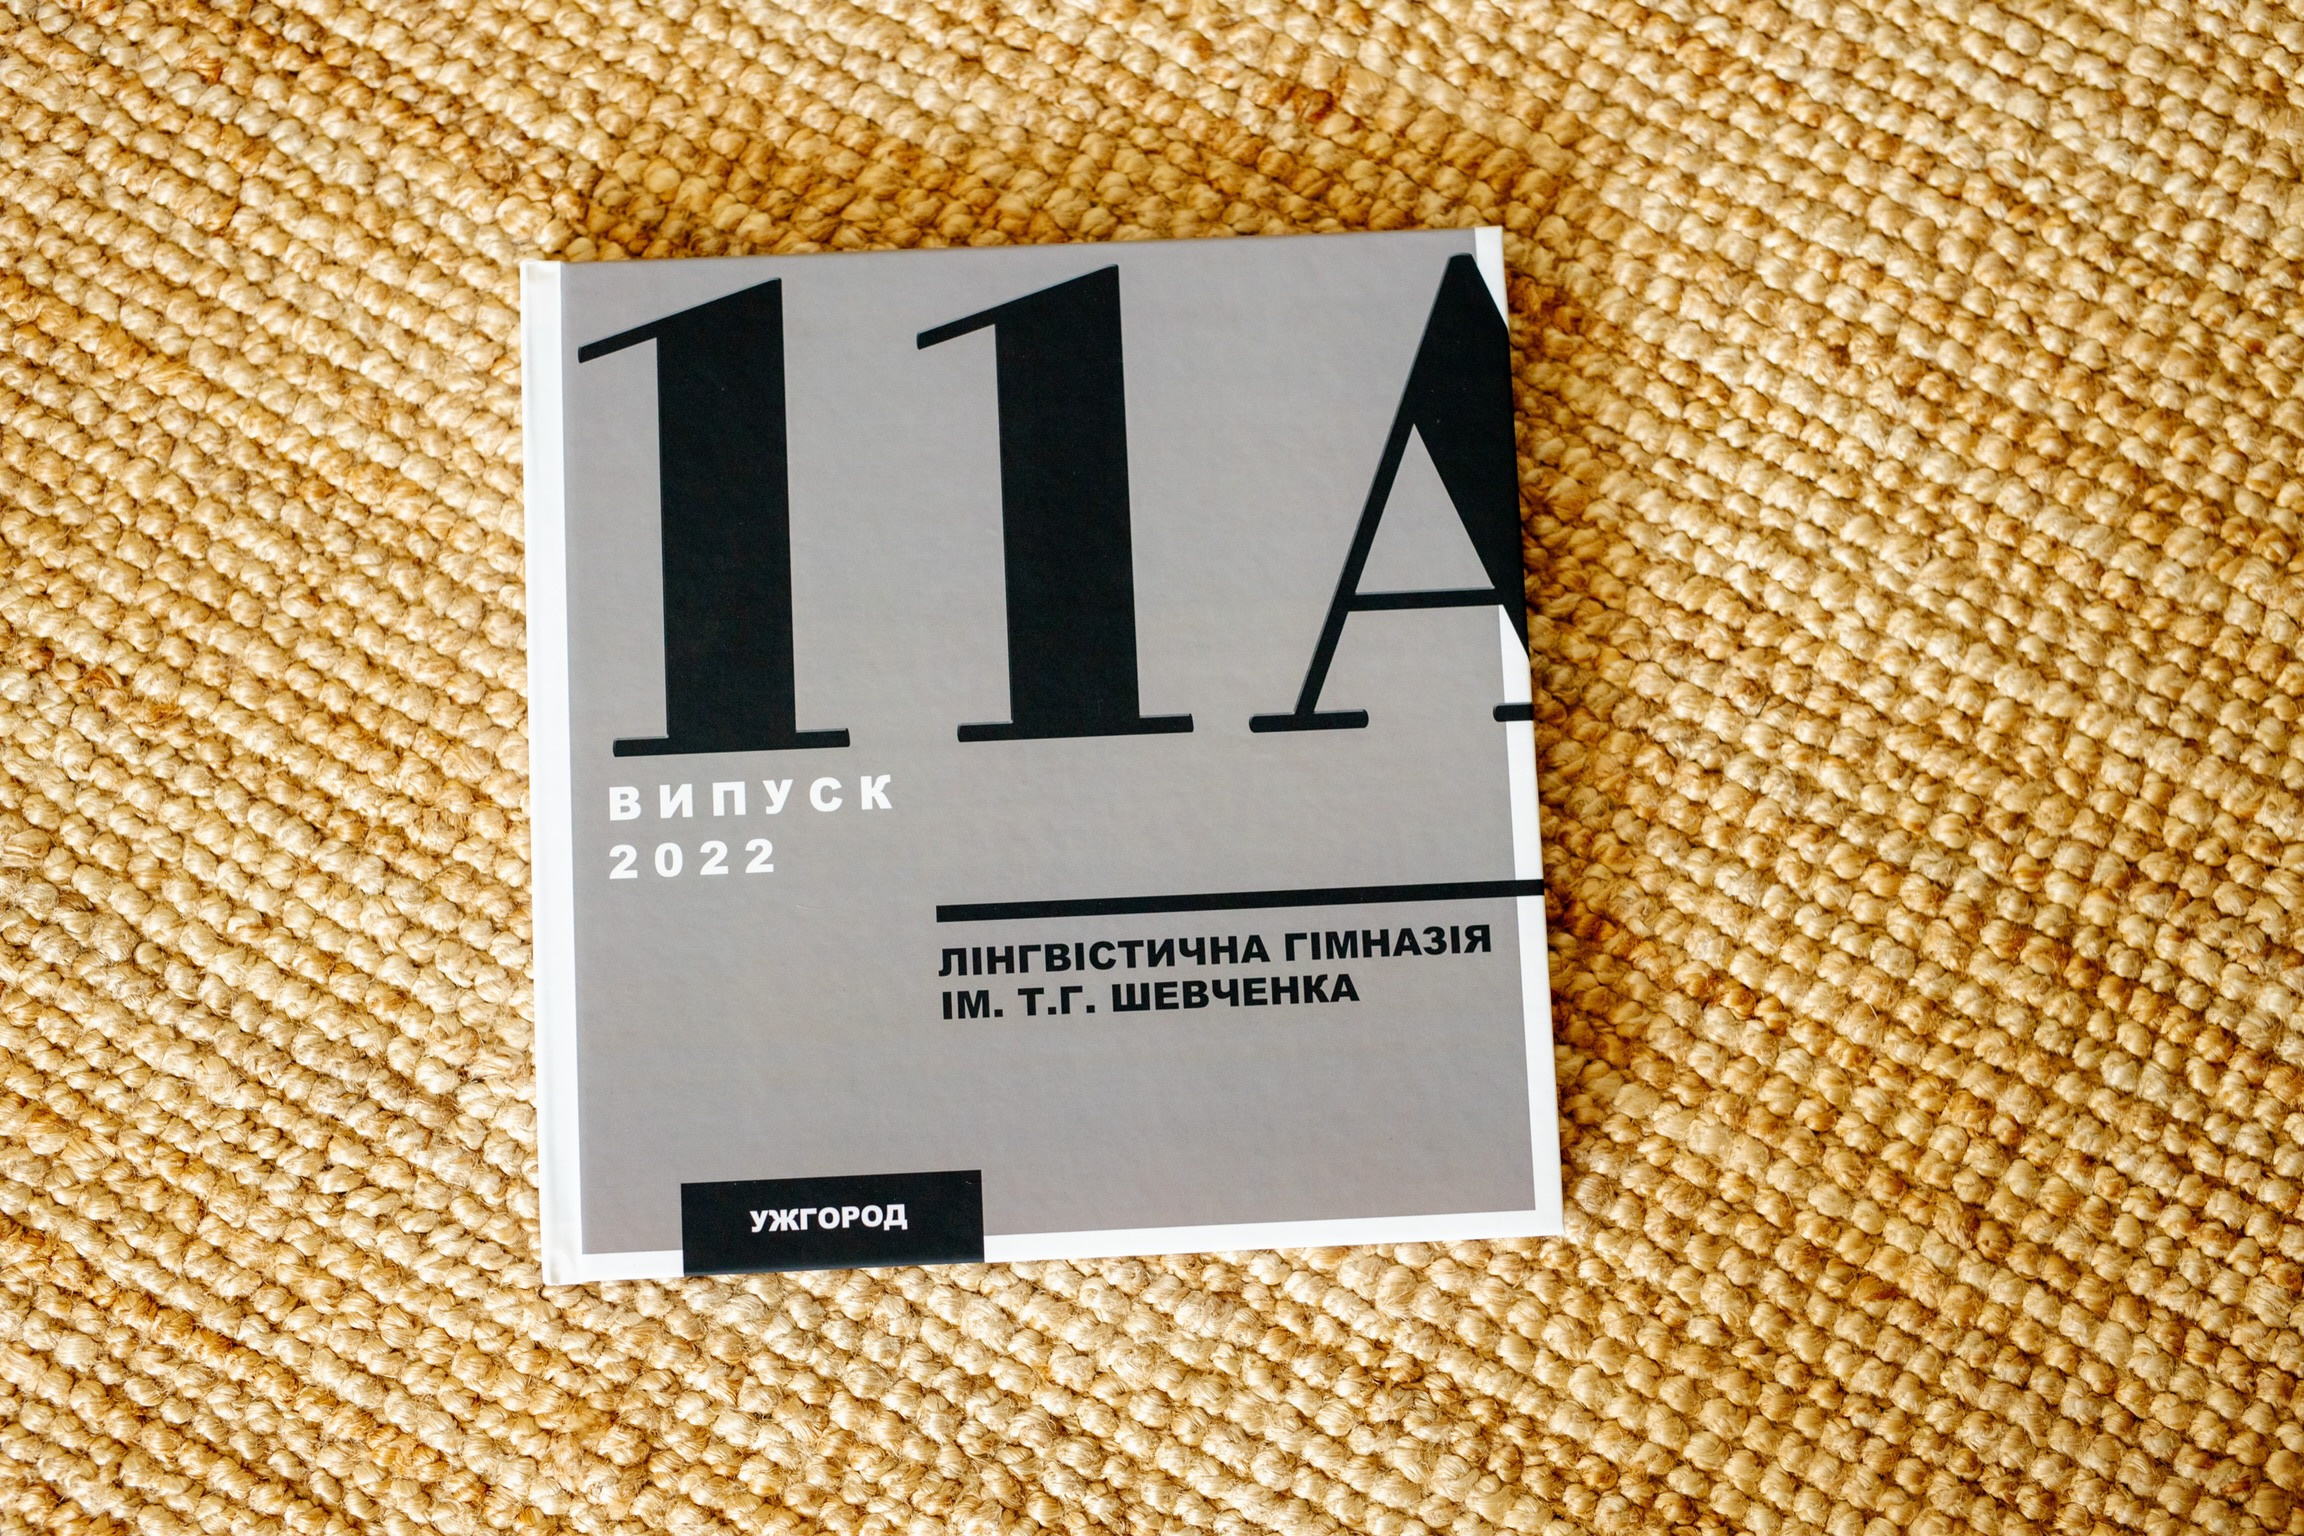 11А
ВИПУСК
2022
ЛІНГВІСТИЧНА ГІМНАЗІЯ
ІМ. Т.Г. ШЕВЧЕНКА
УЖГОРОД